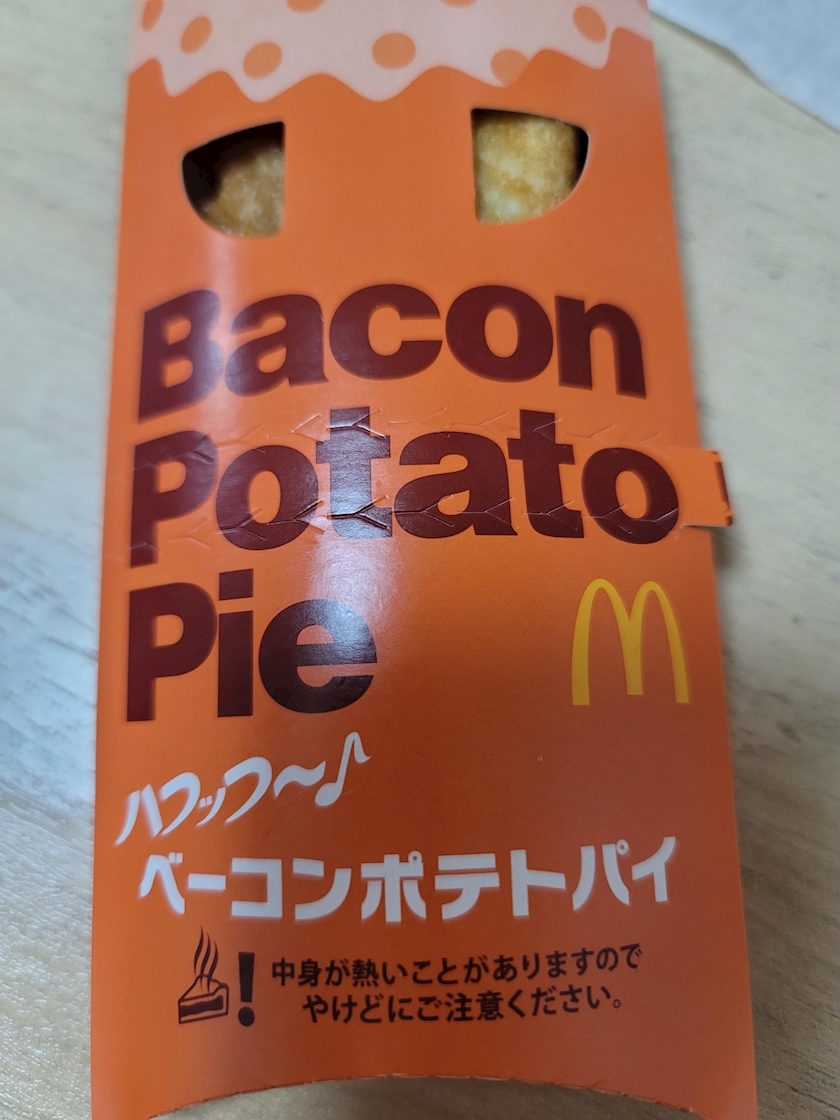 Bacon
Potato
Pie
ハフッフ〜♪
ベーコンポテトパイ
! 中身が熱いことがありますので
やけどにご注意ください。